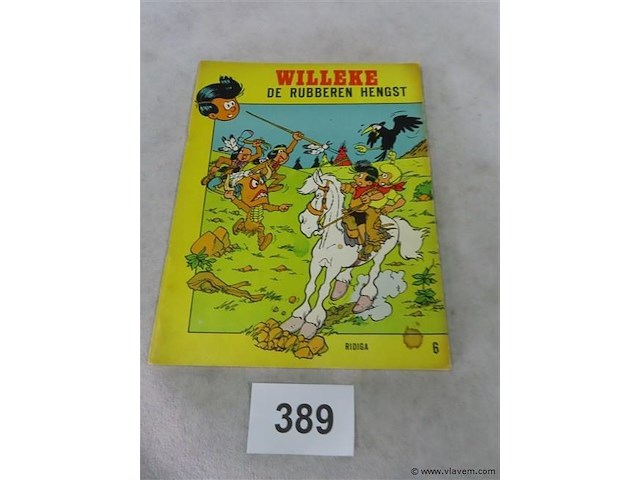 WILLEKE
DE RUBBEREN HENGST
RIDIGA
6
389
© www.vlavem.com